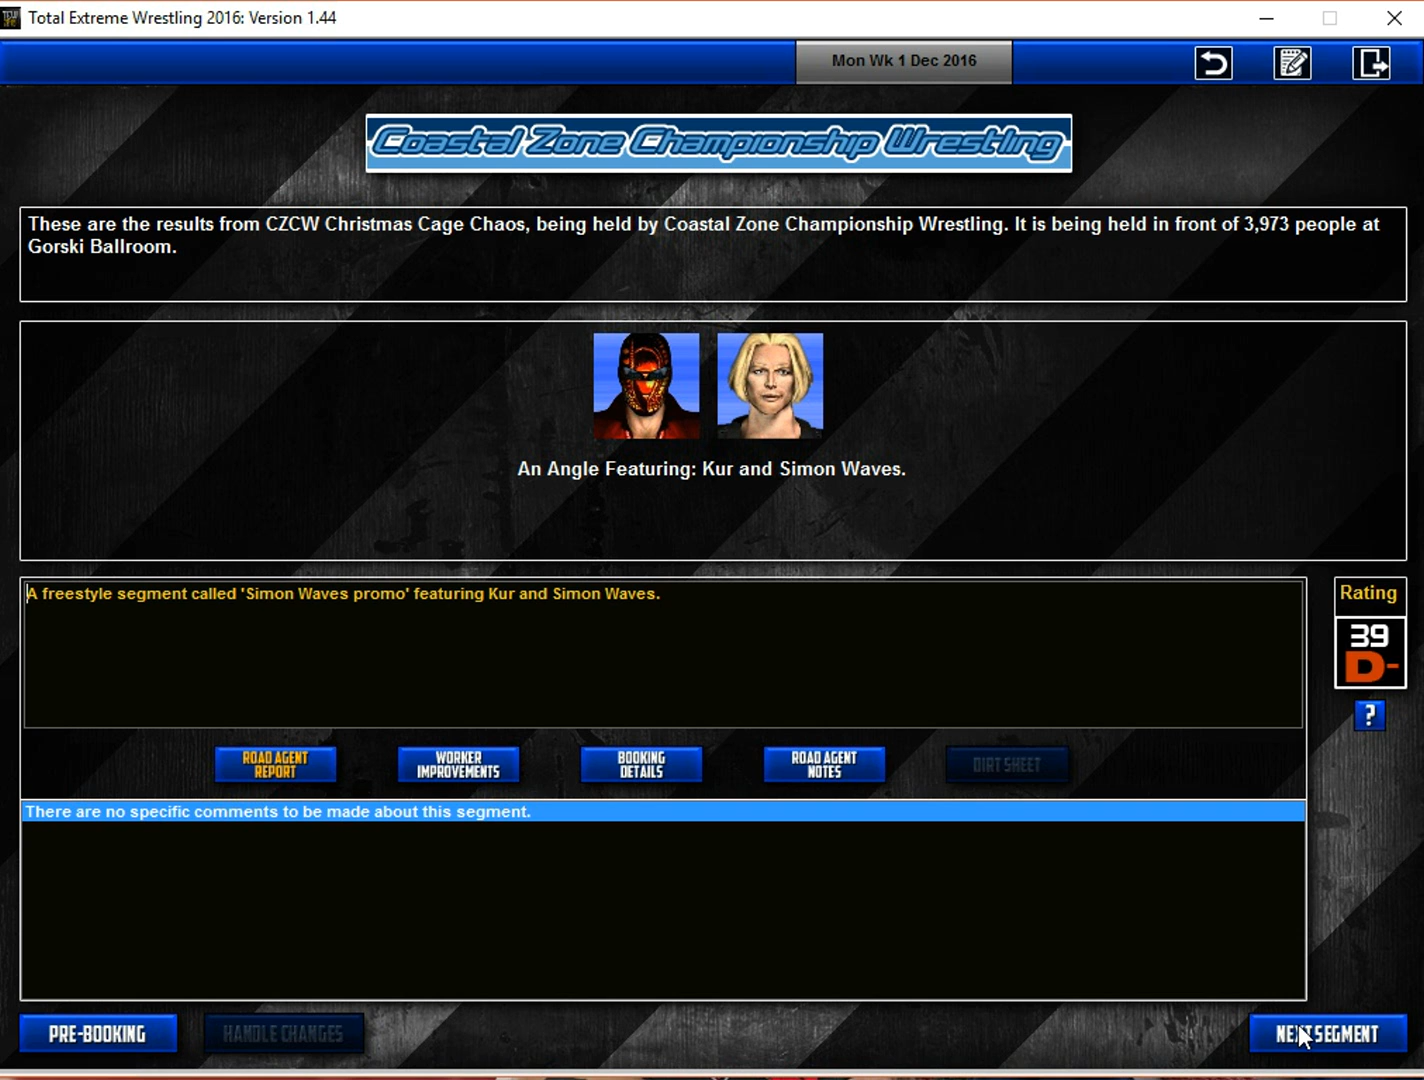 Total Extreme Wrestling 2016: Version 1.44
Mon Wk 1 Dec 2016
Coastal Zone Championship Wrestling
These are the results from CZCW Christmas Cage Chaos, being held by Coastal Zone Championship Wrestling. It is being held in front of 3,973 people at
Gorski Ballroom.
An Angle Featuring: Kur and Simon Waves.
A freestyle segment called 'Simon Waves promo' featuring Kur and Simon Waves.
Rating
39
D-
?
ROAD AGENT
REPORT
WORKER
IMPROVEMENTS
BOOKING
DETAILS
ROAD AGENT
NOTES
DIRT SHEET
There are no specific comments to be made about this segment.
PRE-BOOKING
HANDLE CHANGES
NEXT SEGMENT